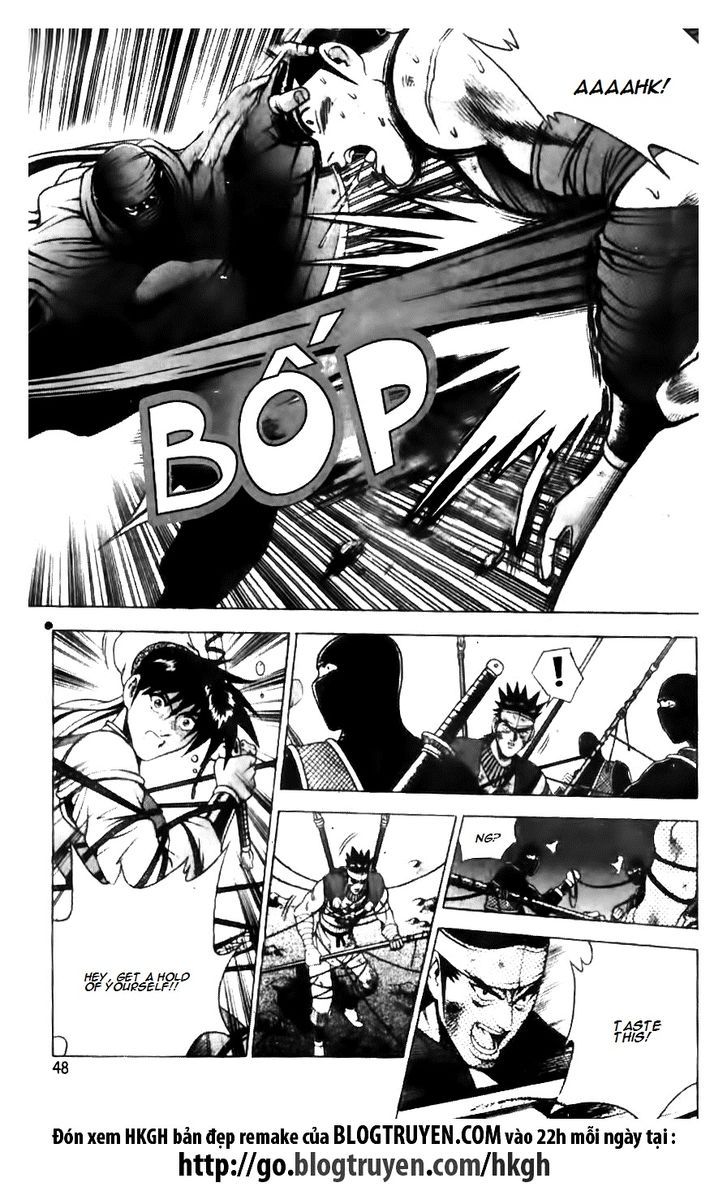 AAAAHK!
BỐP
!
NG?
HEY, GET A HOLD
OF YOURSELF!!
TASTE
THIS!
48
Đón xem HKGH bản đẹp remake của BLOGTRUYEN.COM vào 22h mỗi ngày tại :
http://go.blogtruyen.com/hkgh